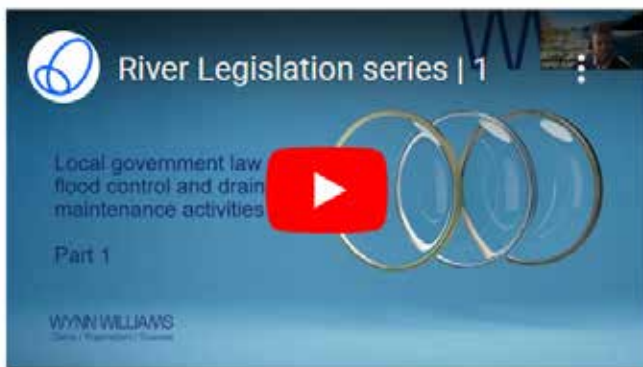 River Legislation series | 1
Local government law
flood control and drain
maintenance activities
Part 1
WYNN WILLIAMS